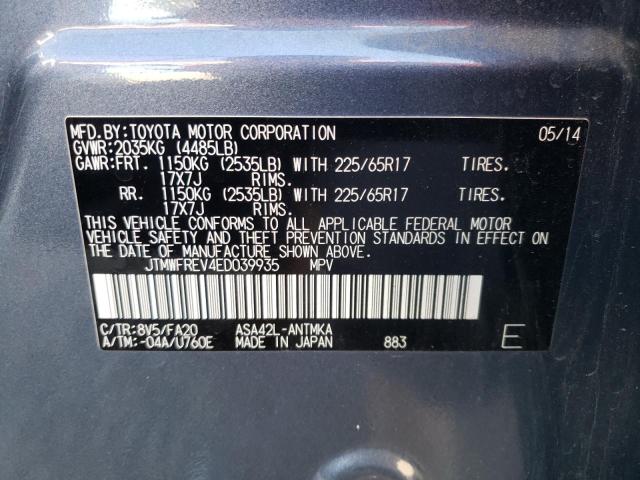 MFD.BY:TOYOTA MOTOR CORPORATION 05/14
GVWR:2035KG (4485LB)
GAWR:FRT. 1150KG (2535LB) WITH 225/65R17 TIRES.
17X7J RIMS.
RR. 1150KG (2535LB) WITH 225/65R17 TIRES.
17X7J RIMS.
THIS VEHICLE CONFORMS TO ALL APPLICABLE FEDERAL MOTOR
VEHICLE SAFETY AND THEFT PREVENTION STANDARDS IN EFFECT ON
THE DATE OF MANUFACTURE SHOWN ABOVE.
JTMWFREV4ED039935 MPV
C/TR:8V5/FA20 ASA42L-ANTMKA
A/TM:-04A/U760E MADE IN JAPAN 883 E